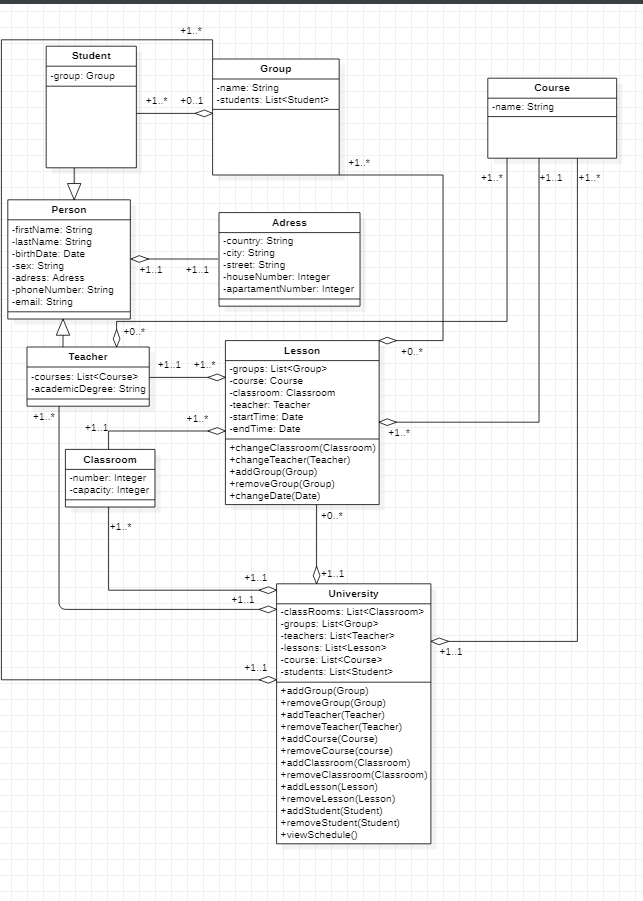 +1..*
Student
-group: Group
+1..*
+0..1
Group
-name: String
-students: List<Student>
+1..*
Course
-name: String
+1..*
+1..1
+1..*
Person
-firstName: String
-lastName: String
-birthDate: Date
-sex: String
-adress: Adress
-phoneNumber: String
-email: String
+1..1
+1..1
Adress
-country: String
-city: String
-street: String
-houseNumber: Integer
-apartamentNumber: Integer
+0..*
Teacher
-courses: List<Course>
-academicDegree: String
+1..1
+1..*
+0..*
Lesson
-groups: List<Group>
-course: Course
-classroom: Classroom
-teacher: Teacher
-startTime: Date
-endTime: Date
+changeClassroom(Classroom)
+changeTeacher(Teacher)
+addGroup(Group)
+removeGroup(Group)
+changeDate(Date)
+1..*
+1..1
+1..*
+1..*
Classroom
-number: Integer
-capacity: Integer
+1..*
+0..*
+1..1
+1..1
+1..1
+1..1
+1..1
University
-classRooms: List<Classroom>
-groups: List<Group>
-teachers: List<Teacher>
-lessons: List<Lesson>
-course: List<Course>
-students: List<Student>
+addGroup(Group)
+removeGroup(Group)
+addTeacher(Teacher)
+removeTeacher(Teacher)
+addCourse(Course)
+removeCourse(course)
+addClassroom(Classroom)
+removeClassroom(Classroom)
+addLesson(Lesson)
+removeLesson(Lesson)
+addStudent(Student)
+removeStudent(Student)
+viewSchedule()